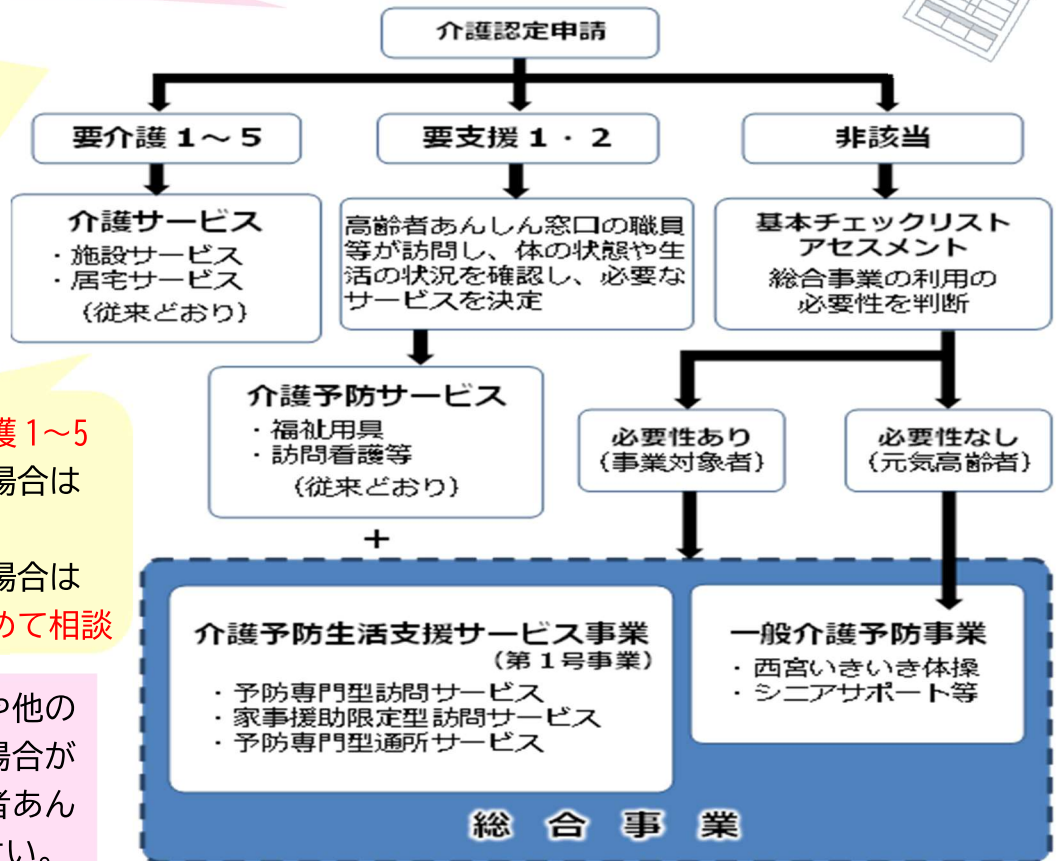 介護認定申請
要介護1～5
要支援1・2
非該当
介護サービス
・施設サービス
・居宅サービス
(従来どおり)
高齢者あんしん窓口の職員
等が訪問し、体の状態や生
活の状況を確認し、必要な
サービスを決定
基本チェックリスト
アセスメント
総合事業の利用の
必要性を判断
介護予防サービス
・福祉用具
・訪問看護等
(従来どおり)
+
必要性あり
(事業対象者)
必要性なし
(元気高齢者)
介護予防生活支援サービス事業
(第1号事業)
・予防専門型訪問サービス
・家事援助限定型訪問サービス
・予防専門型通所サービス
一般介護予防事業
・西宮いきいき体操
・シニアサポート等
総合事業
護1～5
場合は
場合は
めて相談
や他の
場合が
者あん
さい。